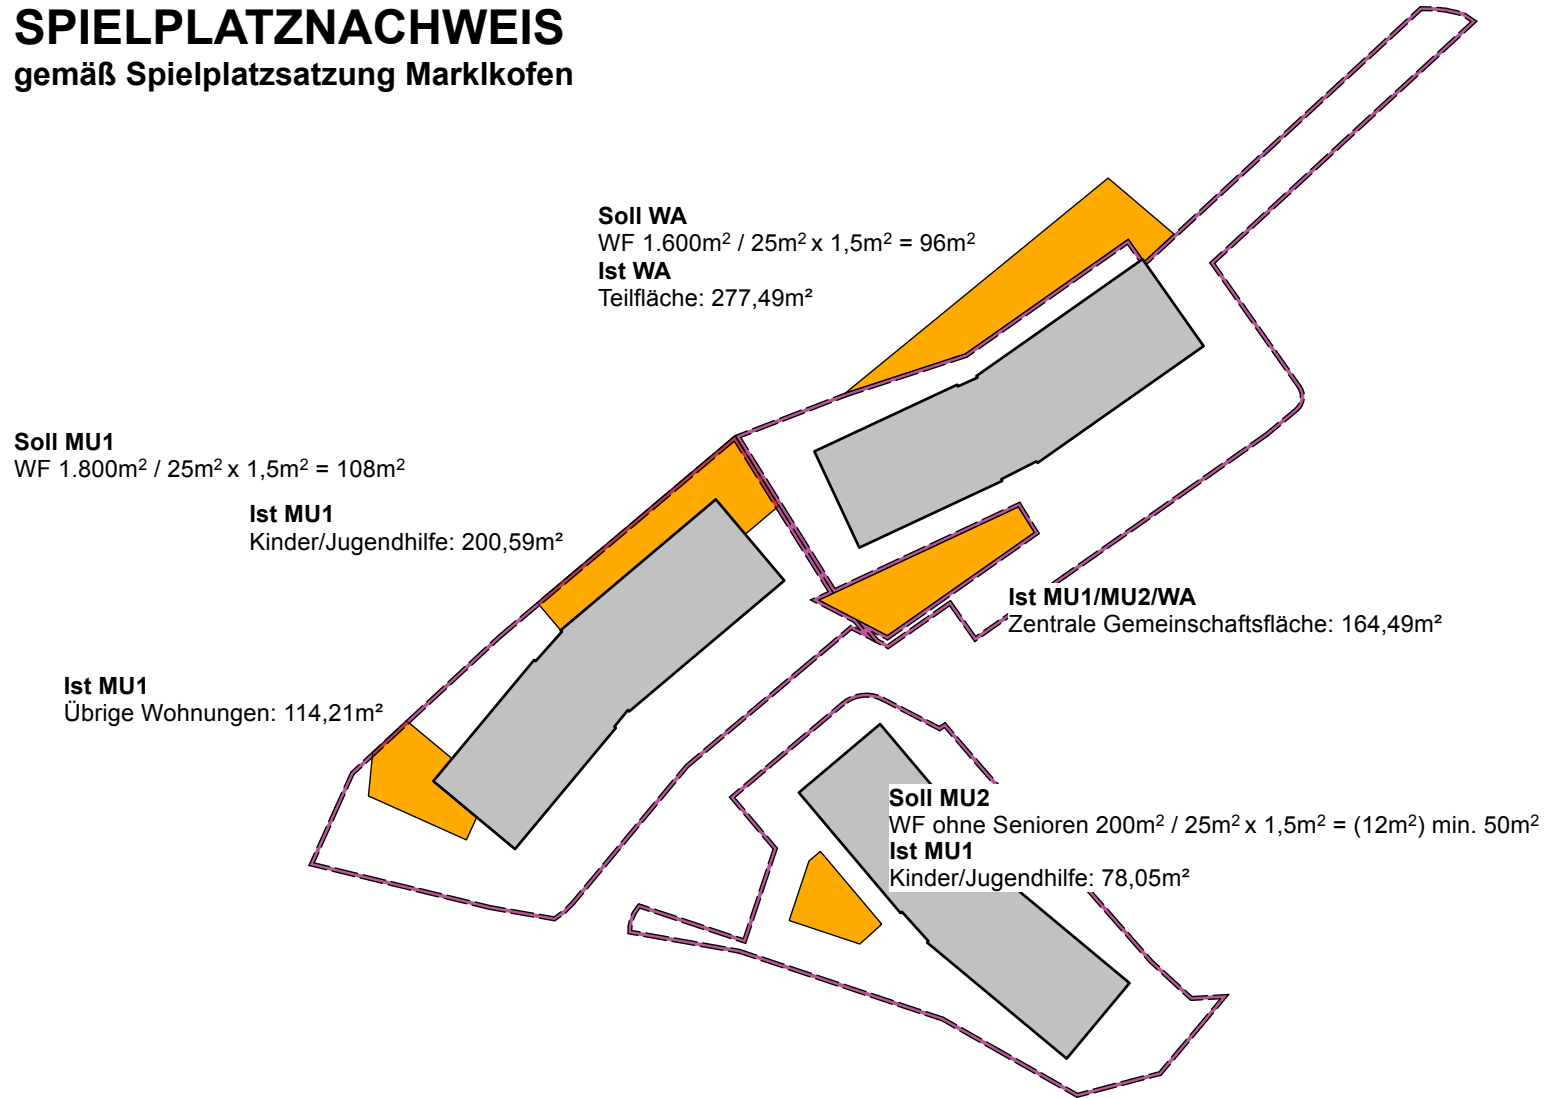 SPIELPLATZNACHWEIS
gemäß Spielplatzsatzung Marklkofen
Soll WA
WF 1.600m² / 25m² x 1,5m² = 96m²
Ist WA
Teilfläche: 277,49m²
Soll MU1
WF 1.800m² / 25m² x 1,5m² = 108m²
Ist MU1
Kinder/Jugendhilfe: 200,59m²
Ist MU1/MU2/WA
Zentrale Gemeinschaftsfläche: 164,49m²
Ist MU1
Übrige Wohnungen: 114,21m²
Soll MU2
WF ohne Senioren 200m² / 25m² x 1,5m² = (12m²) min. 50m²
Ist MU1
Kinder/Jugendhilfe: 78,05m²